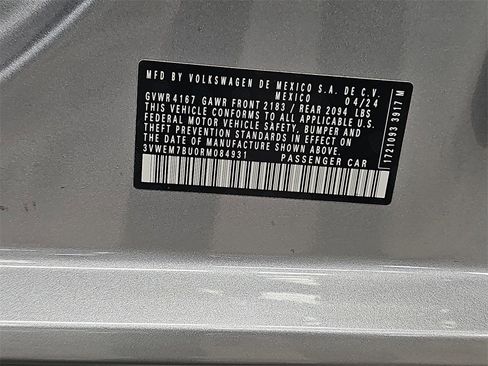 MFD BY VOLKSWAGEN DE MEXICO S.A. DE C.V.
MEXICO 04/24
GVWR 4167 GAWR FRONT 2183 / REAR 2094 LBS
THIS VEHICLE CONFORMS TO ALL APPLICABLE U.S.
FEDERAL MOTOR VEHICLE SAFETY, BUMPER AND
THEFT PREVENTION STANDARDS IN EFFECT ON
THE DATE OF MANUFACTURE SHOWN ABOVE.
3VWEM7BU0RM084931 PASSENGER CAR
1721093 3917 M